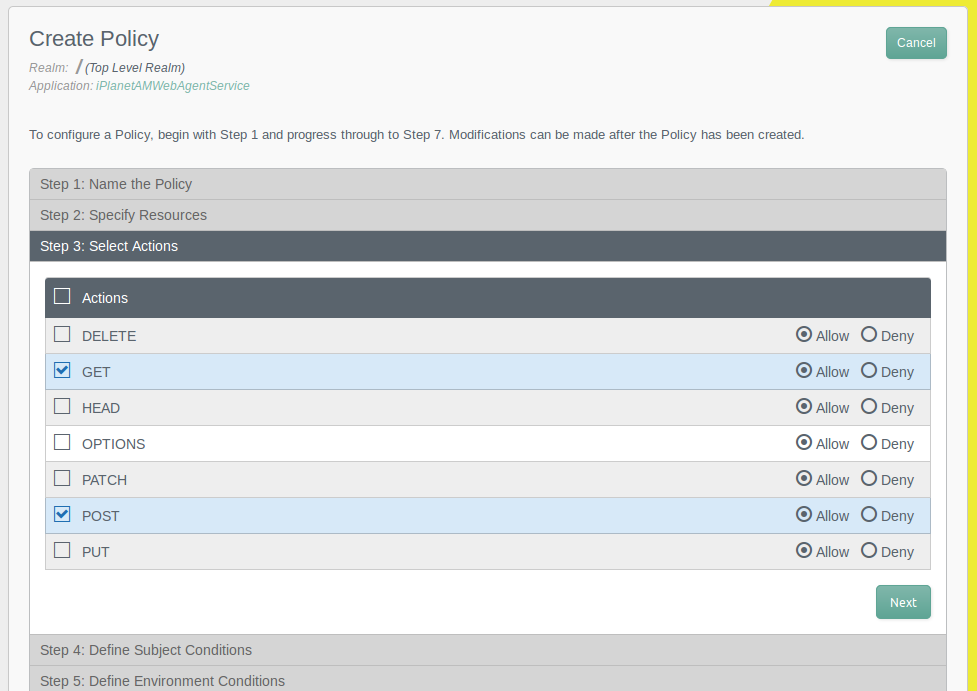 Create Policy
Cancel
Realm: / (Top Level Realm)
Application: iPlanetAMWebAgentService
To configure a Policy, begin with Step 1 and progress through to Step 7. Modifications can be made after the Policy has been created.
Step 1: Name the Policy
Step 2: Specify Resources
Step 3: Select Actions
Actions
DELETE Allow Deny
GET Allow Deny
HEAD Allow Deny
OPTIONS Allow Deny
PATCH Allow Deny
POST Allow Deny
PUT Allow Deny
Next
Step 4: Define Subject Conditions
Step 5: Define Environment Conditions